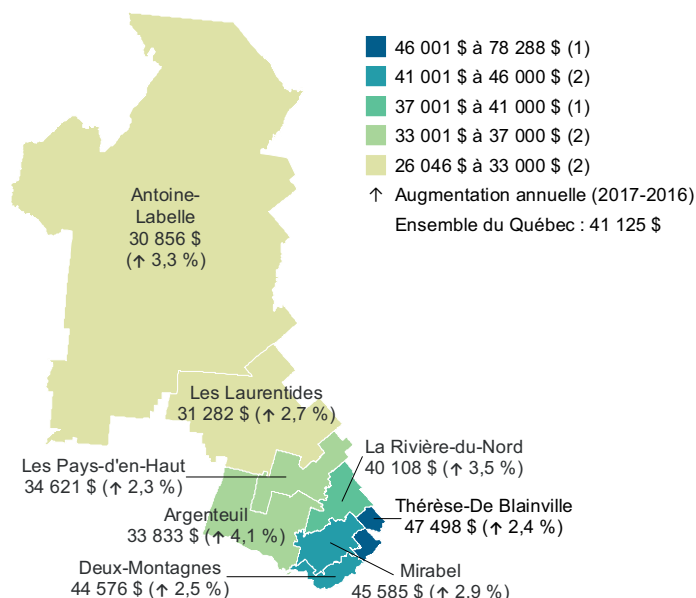 46 001 $ à 78 288 $ (1)
41 001 $ à 46 000 $ (2)
37 001 $ à 41 000 $ (1)
33 001 $ à 37 000 $ (2)
26 046 $ à 33 000 $ (2)
↑ Augmentation annuelle (2017-2016)
Ensemble du Québec : 41 125 $
Antoine-
Labelle
30 856 $
(↑ 3,3 %)
Les Laurentides
31 282 $ (↑ 2,7 %)
La Rivière-du-Nord
40 108 $ (↑ 3,5 %)
Les Pays-d'en-Haut
34 621 $ (↑ 2,3 %)
Thérèse-De Blainville
47 498 $ (↑ 2,4 %)
Argenteuil
33 833 $ (↑ 4,1 %)
Deux-Montagnes
44 576 $ (↑ 2,5 %)
Mirabel
45 585 $ (↑ 2,9 %)